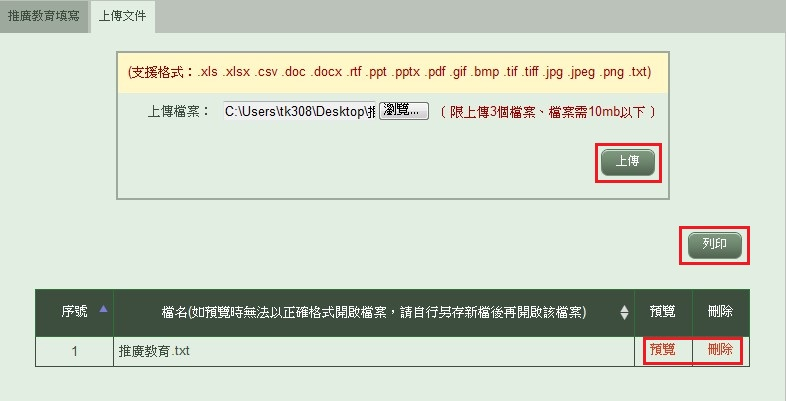 推廣教育填寫 上傳文件
(支援格式：.xls .xlsx .csv .doc .docx .rtf .ppt .pptx .pdf .gif .bmp .tif .tiff .jpg .jpeg .png .txt)
上傳檔案： C:\Users\tk308\Desktop\推 瀏覽... ( 限上傳3個檔案、檔案需10mb以下 )
上傳
列印
序號 檔名(如預覽時無法以正確格式開啟檔案，請自行另存新檔後再開啟該檔案) 預覽 刪除
1 推廣教育.txt 預覽 刪除